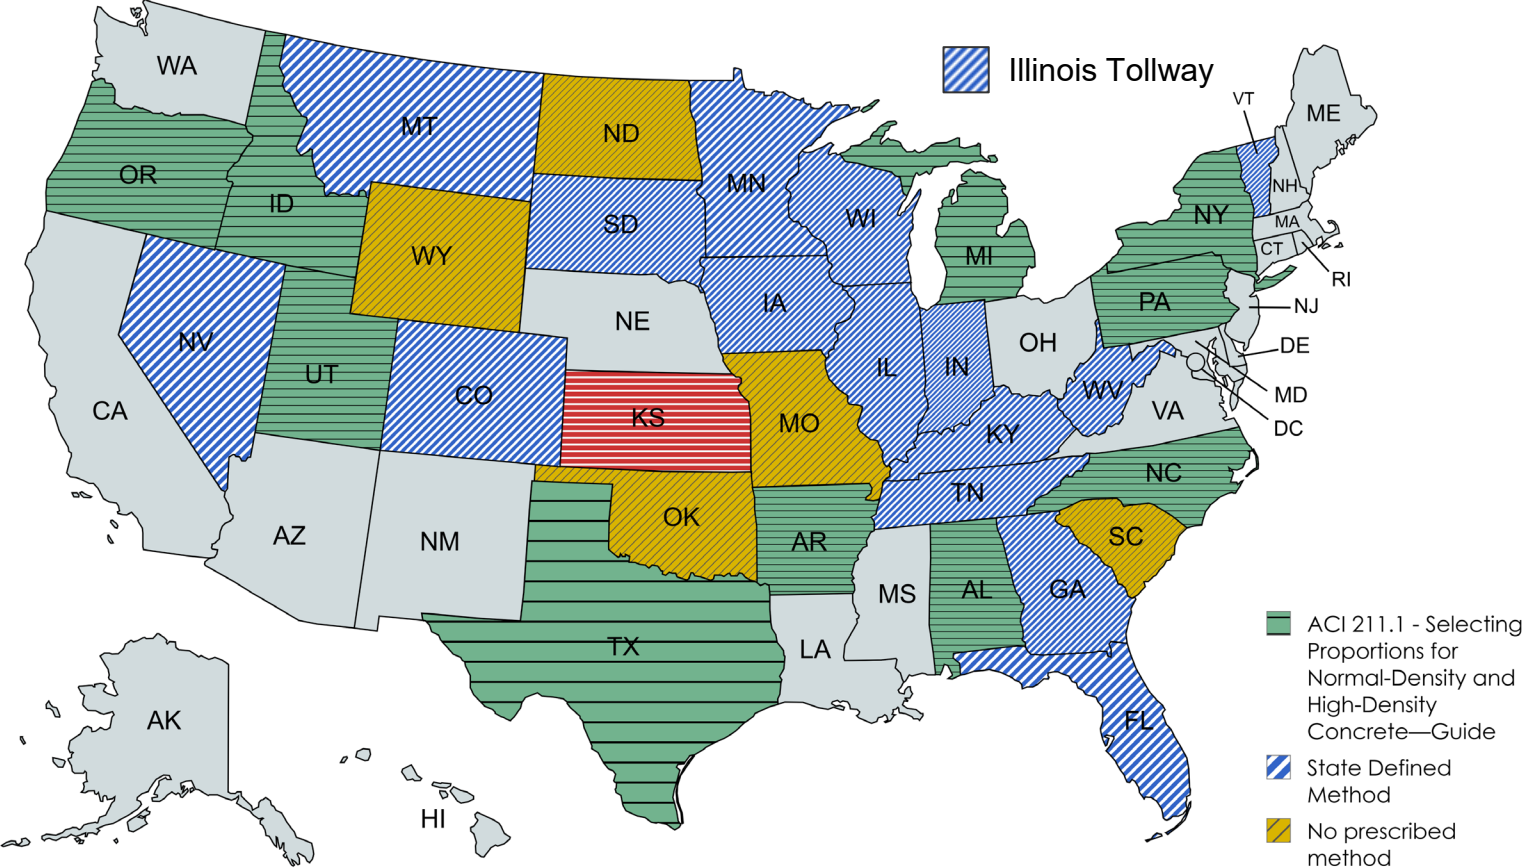 WA
OR
ID
MT
ND
MN
Illinois Tollway
VT
ME
NH
MA
CT
RI
NY
WI
SD
WY
MI
IA
PA
NJ
NE
NV
UT
CO
IL
IN
OH
DE
MD
DC
WV
VA
CA
KS
MO
KY
NC
TN
AZ
NM
OK
AR
SC
MS
AL
GA
TX
LA
FL
AK
HI
ACI 211.1 - Selecting
Proportions for
Normal-Density and
High-Density
Concrete—Guide
State Defined
Method
No prescribed
method